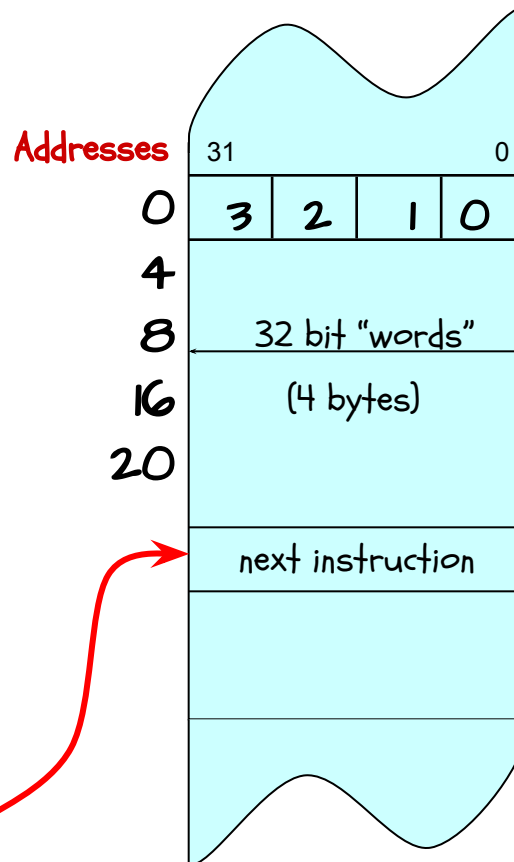 Addresses 31 0
0 3 2 1 0
4
8 32 bit “words”
16 (4 bytes)
20
next instruction